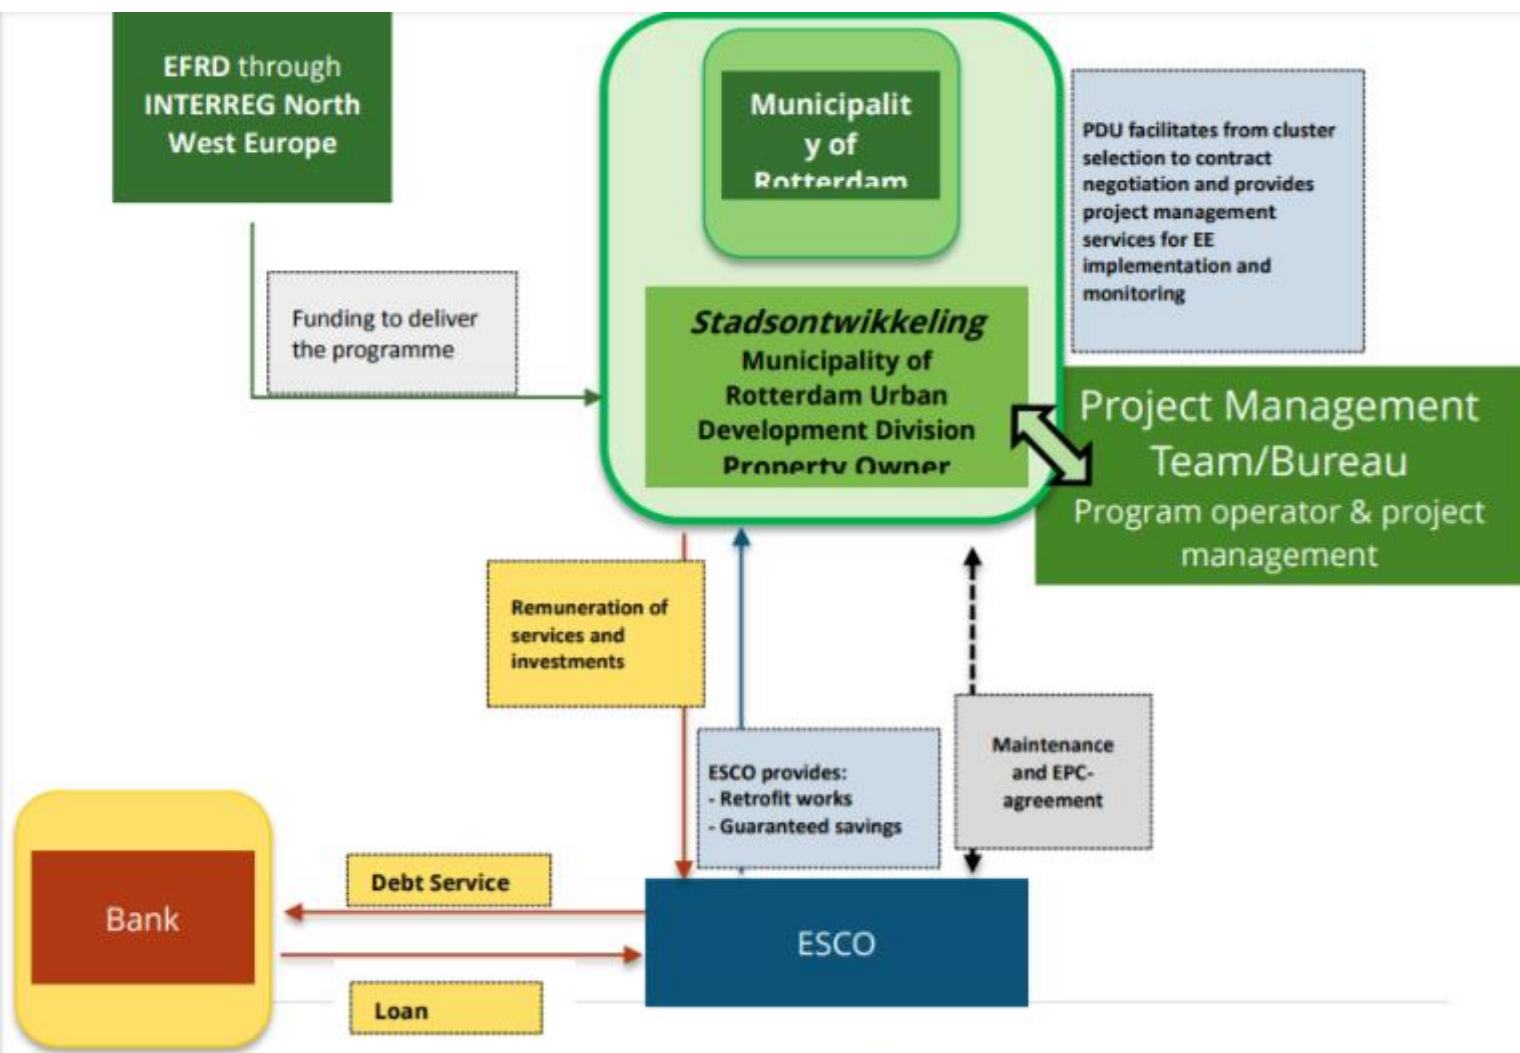 EFRD through
INTERREG North
West Europe
Municipalit
y of
Rotterdam
PDU facilitates from cluster
selection to contract
negotiation and provides
project management
services for EE
implementation and
monitoring
Funding to deliver
the programme
Stadsontwikkeling
Municipality of
Rotterdam Urban
Development Division
Property Owner
Project Management
Team/Bureau
Program operator & project
management
Remuneration of
services and
investments
ESCO provides:
- Retrofit works
- Guaranteed savings
Maintenance
and EPC-
agreement
Debt Service
Bank
ESCO
Loan